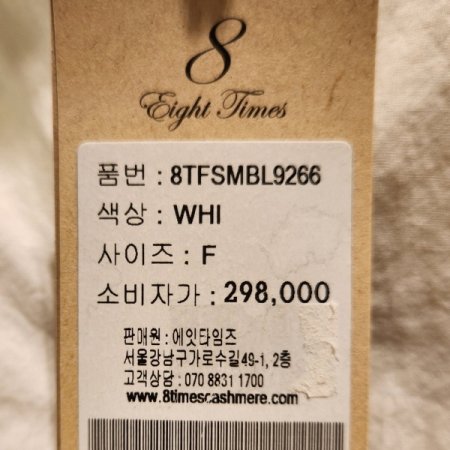 8
Eight Times
품번 : 8TFSMBL9266
색상 : WHI
사이즈 : F
소비자가 : 298,000
판매원 : 에잇타임즈
서울강남구가로수길49-1, 2층
고객상담 : 070 8831 1700
www.8timescashmere.com